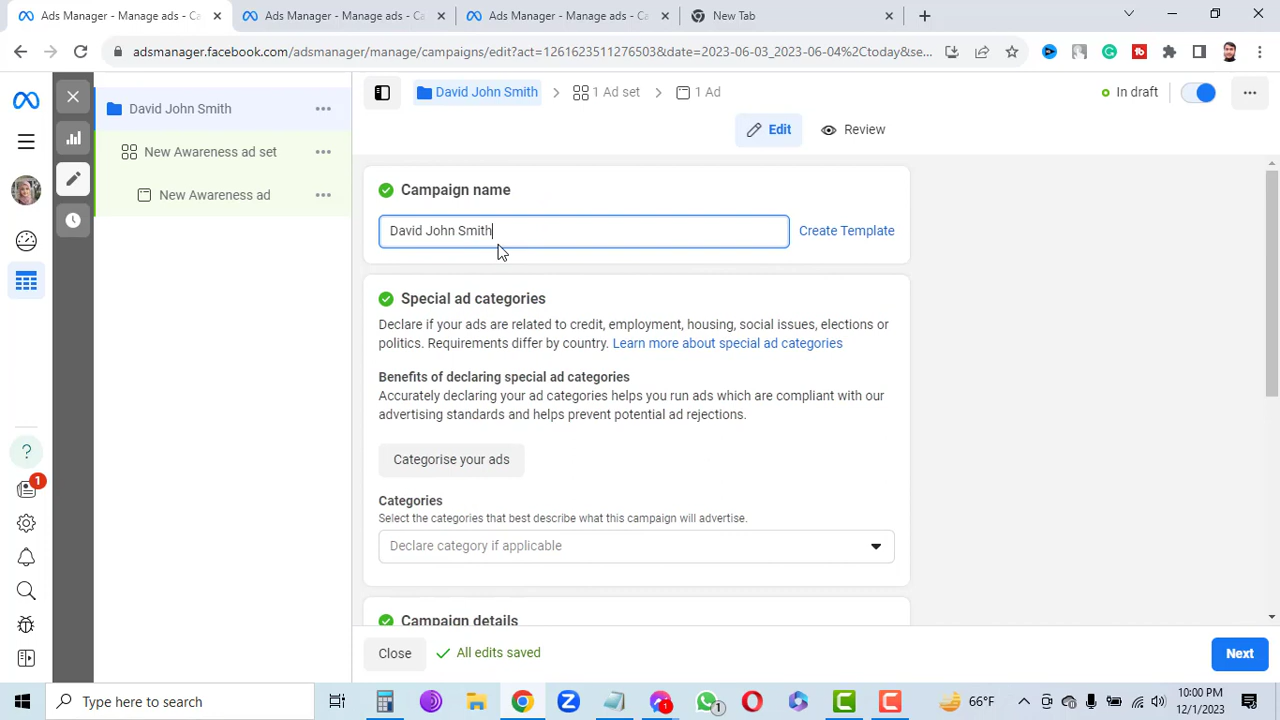 Ads Manager - Manage ads - Campa
Ads Manager - Manage ads -
Ads Manager - Manage ads -
New Tab
adsmanager.facebook.com/adsmanager/manage/campaigns/edit?act=1261623511276503&date=2023-06-03_2023-06-04%2Ctoday&se...
David John Smith
New Awareness ad set
New Awareness ad
David John Smith
1 Ad set
1 Ad
In draft
Edit
Review
Campaign name
David John Smith
Create Template
Special ad categories
Declare if your ads are related to credit, employment, housing, social issues, elections or
politics. Requirements differ by country. Learn more about special ad categories
Benefits of declaring special ad categories
Accurately declaring your ad categories helps you run ads which are compliant with our
advertising standards and helps prevent potential ad rejections.
Categorise your ads
Categories
Select the categories that best describe what this campaign will advertise.
Declare category if applicable
Campaign details
Close
All edits saved
Next
1
Type here to search
1
1
66°F
10:00 PM
12/1/2023